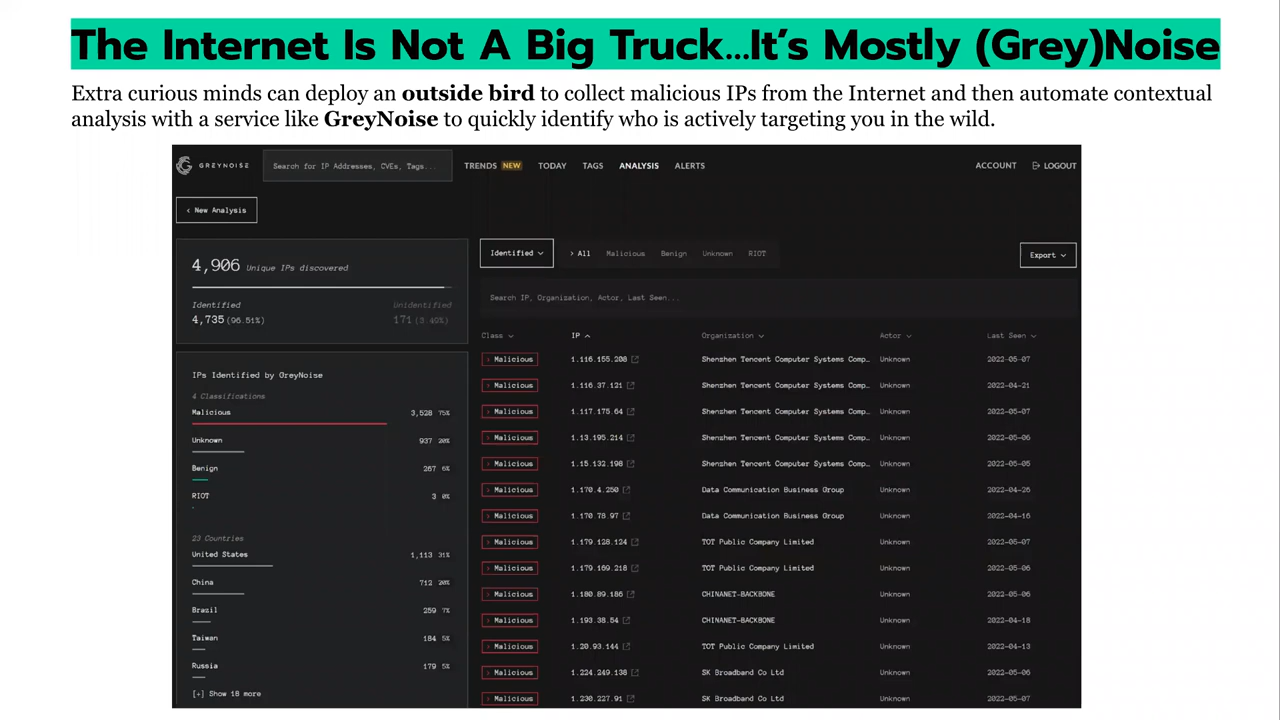 The Internet Is Not A Big Truck...It's Mostly (Grey)Noise
Extra curious minds can deploy an outside bird to collect malicious IPs from the Internet and then automate contextual
analysis with a service like GreyNoise to quickly identify who is actively targeting you in the wild.
GREYNOISE Search for IP Addresses, CVEs, Tags... TRENDS NEW TODAY TAGS ANALYSIS ALERTS ACCOUNT LOGOUT
‹ New Analysis
4,906 Unique IPs discovered
Identified Unidentified
4,735 (96.51%) 171 (3.49%)
IPs Identified by GreyNoise
4 Classifications
Malicious 3,528 75%
Unknown 937 20%
Benign 267 6%
RIOT 3 0%
23 Countries
United States 1,113 31%
China 712 20%
Brazil 259 7%
Taiwan 184 5%
Russia 179 5%
[+] Show 18 more
Identified › All Malicious Benign Unknown RIOT Export
Search IP, Organization, Actor, Last Seen...
Class IP Organization Actor Last Seen
› Malicious 1.116.155.208 Shenzhen Tencent Computer Systems Comp… Unknown 2022-05-07
› Malicious 1.116.37.121 Shenzhen Tencent Computer Systems Comp… Unknown 2022-04-21
› Malicious 1.117.175.64 Shenzhen Tencent Computer Systems Comp… Unknown 2022-05-07
› Malicious 1.13.195.214 Shenzhen Tencent Computer Systems Comp… Unknown 2022-05-06
› Malicious 1.15.132.198 Shenzhen Tencent Computer Systems Comp… Unknown 2022-05-05
› Malicious 1.170.4.250 Data Communication Business Group Unknown 2022-04-26
› Malicious 1.170.78.97 Data Communication Business Group Unknown 2022-04-16
› Malicious 1.179.128.124 TOT Public Company Limited Unknown 2022-05-07
› Malicious 1.179.169.218 TOT Public Company Limited Unknown 2022-05-06
› Malicious 1.180.89.186 CHINANET-BACKBONE Unknown 2022-05-06
› Malicious 1.193.38.54 CHINANET-BACKBONE Unknown 2022-04-18
› Malicious 1.20.93.144 TOT Public Company Limited Unknown 2022-04-13
› Malicious 1.224.249.138 SK Broadband Co Ltd Unknown 2022-05-06
› Malicious 1.230.227.91 SK Broadband Co Ltd Unknown 2022-05-06